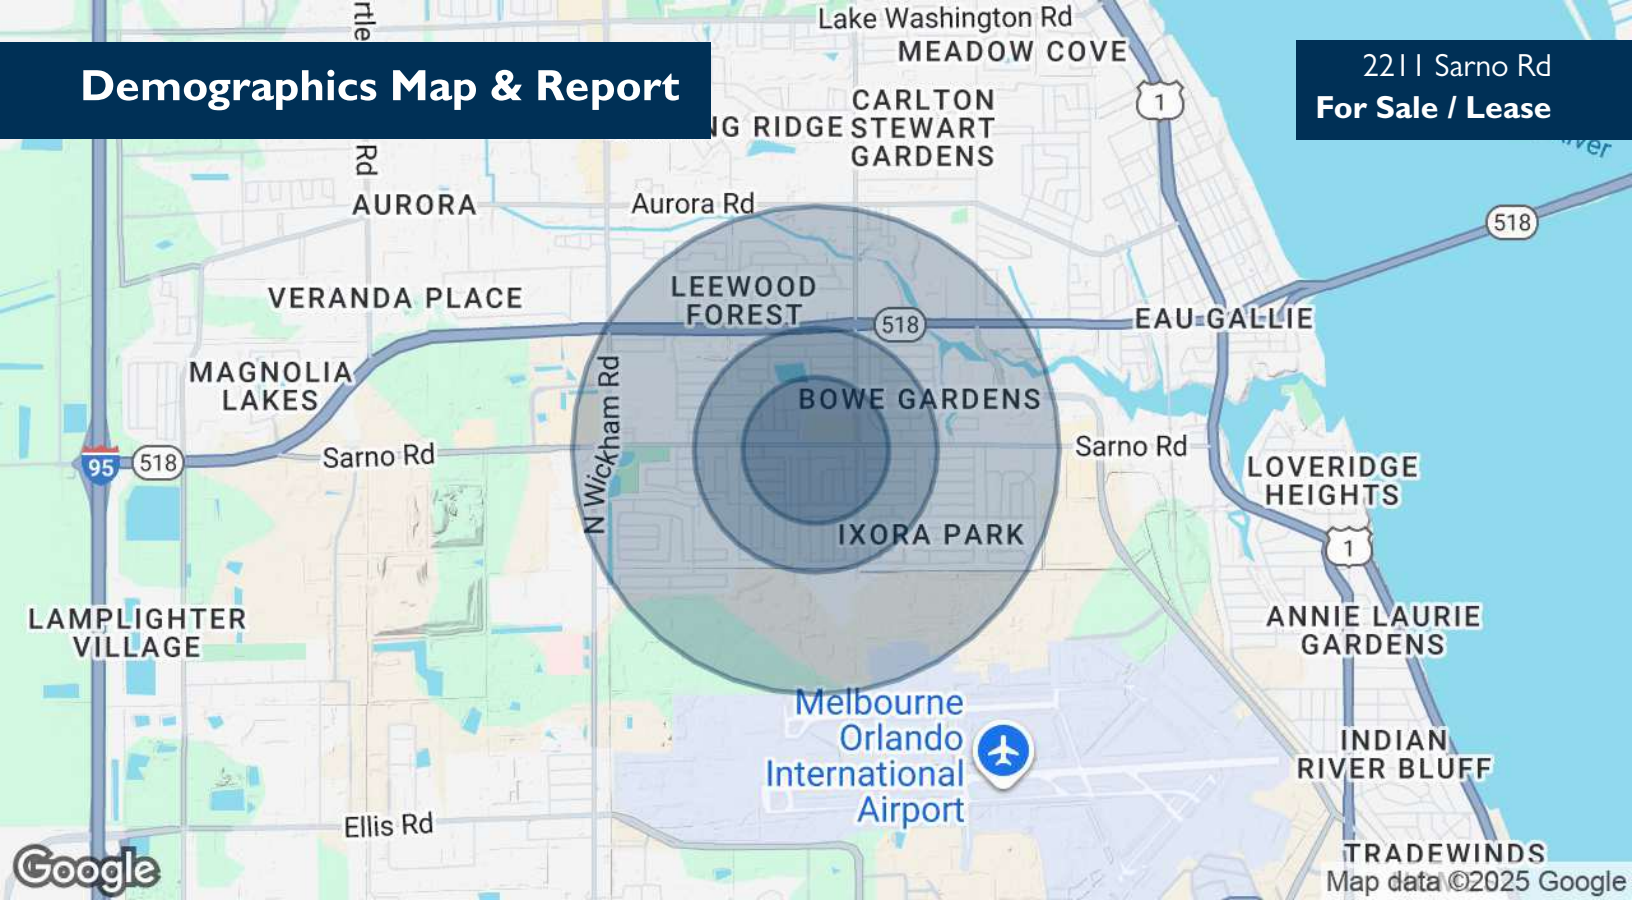 Lake Washington Rd
MEADOW COVE
Demographics Map & Report
2211 Sarno Rd
For Sale / Lease
1
CARLTON
STEWART
GARDENS
RIDGE
Rd
AURORA
Aurora Rd
518
LEEWOOD
FOREST
VERANDA PLACE
518
EAU GALLIE
MAGNOLIA
LAKES
N Wickham Rd
BOWE GARDENS
95
518
Sarno Rd
Sarno Rd
LOVERIDGE
HEIGHTS
IXORA PARK
1
LAMPLIGHTER
VILLAGE
ANNIE LAURIE
GARDENS
Melbourne
Orlando
International
Airport
INDIAN
RIVER BLUFF
Ellis Rd
TRADEWINDS
Google
Map data ©2025 Google